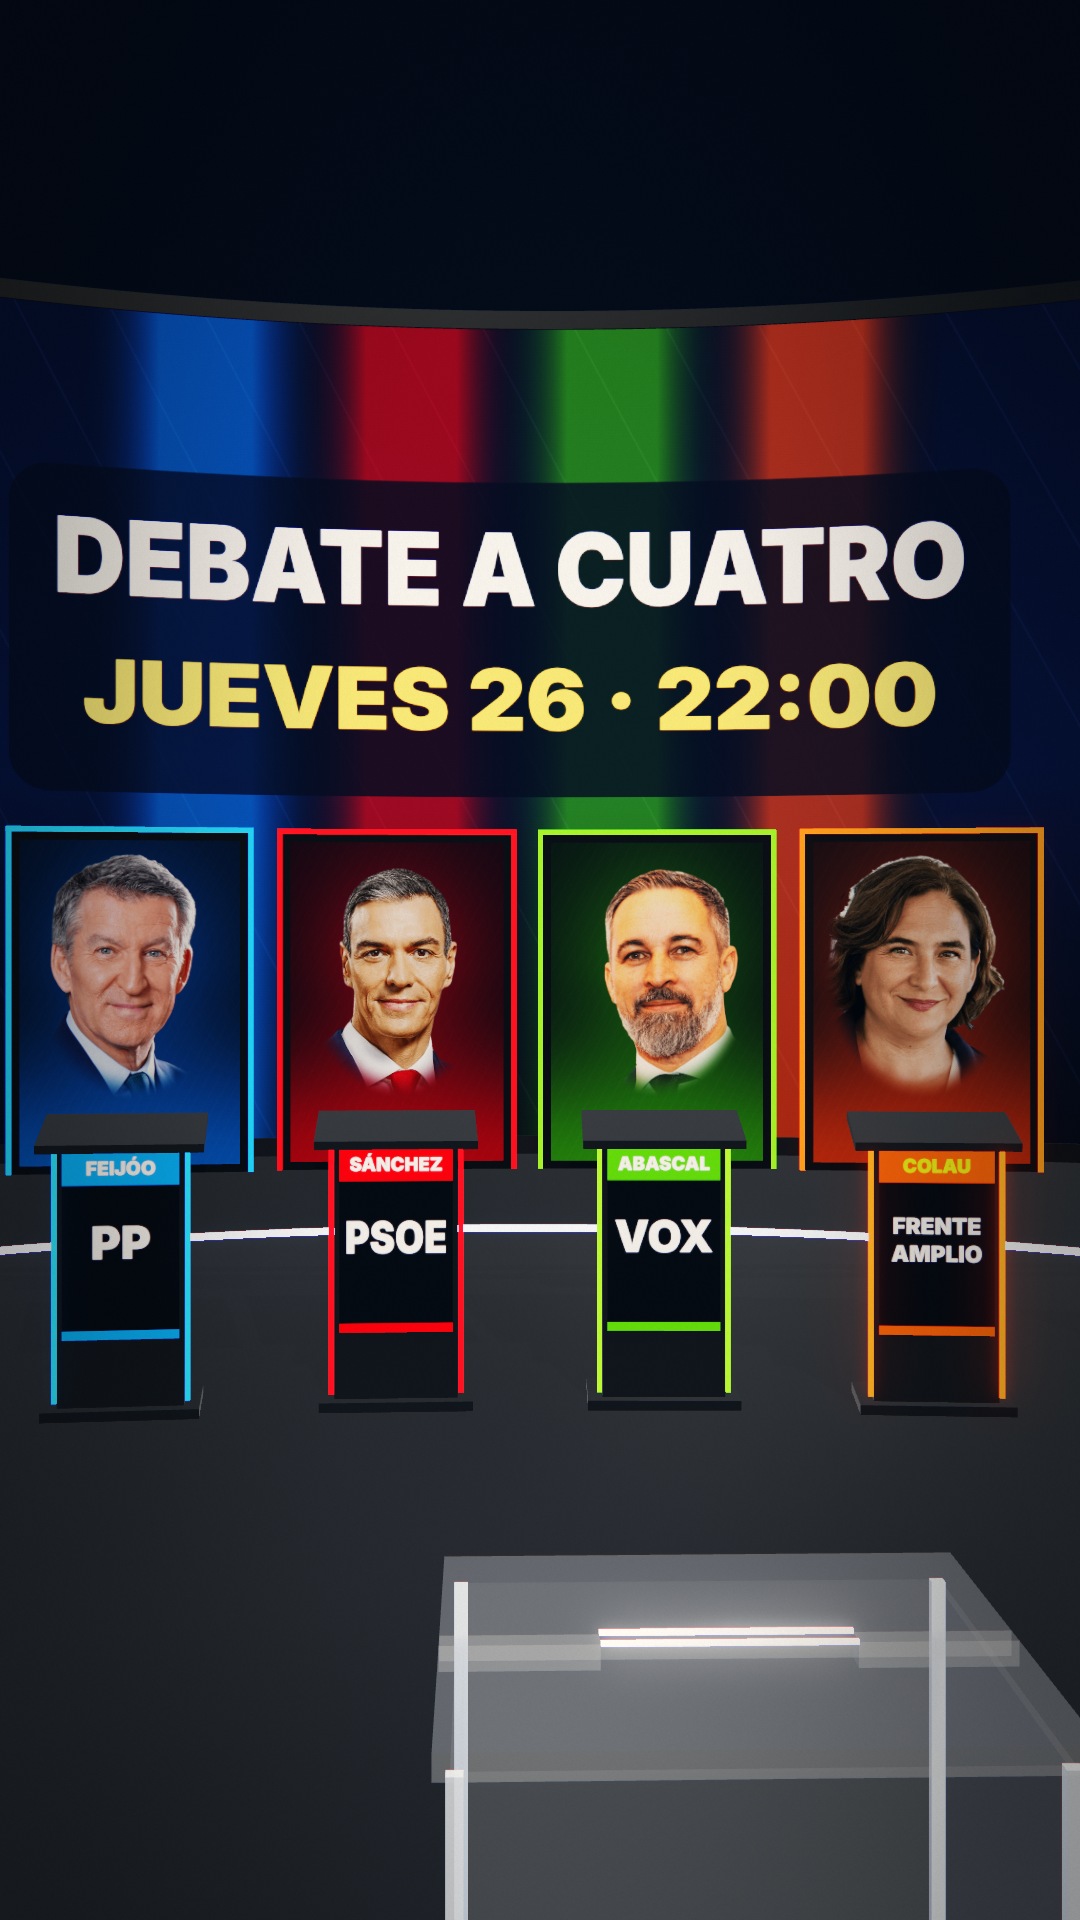 DEBATE A CUATRO
JUEVES 26 · 22:00
FEIJÓO
PP
SÁNCHEZ
PSOE
ABASCAL
VOX
COLAU
FRENTE
AMPLIO